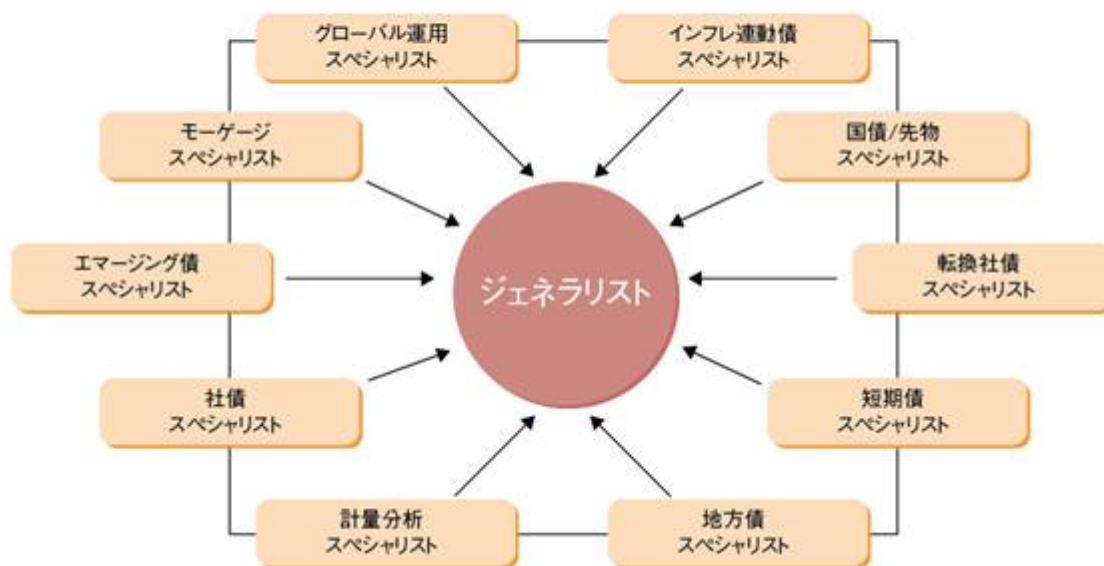 グローバル運用
スペシャリスト
インフレ連動債
スペシャリスト
モーゲージ
スペシャリスト
国債/先物
スペシャリスト
エマージング債
スペシャリスト
ジェネラリスト
転換社債
スペシャリスト
社債
スペシャリスト
短期債
スペシャリスト
計量分析
スペシャリスト
地方債
スペシャリスト